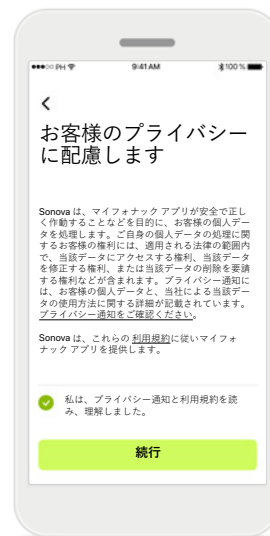 PH 9:41 AM 100 %
お客様のプライバシー
に配慮します
Sonova は、マイフォナック アプリが安全で正し
く作動することなどを目的に、お客様の個人デー
タを処理します。ご自身の個人データの処理に関
するお客様の権利には、適用される法律の範囲内
で、当該データにアクセスする権利、当該データ
を修正する権利、または当該データの削除を要請
する権利などが含まれます。プライバシー通知に
は、お客様の個人データと、当社による当該デー
タの使用方法に関する詳細が記載されています。
プライバシー通知をご確認ください。
Sonova は、これらの 利用規約に従いマイフォ
ナック アプリを提供します。
私は、プライバシー通知と利用規約を読
み、理解しました。
続行